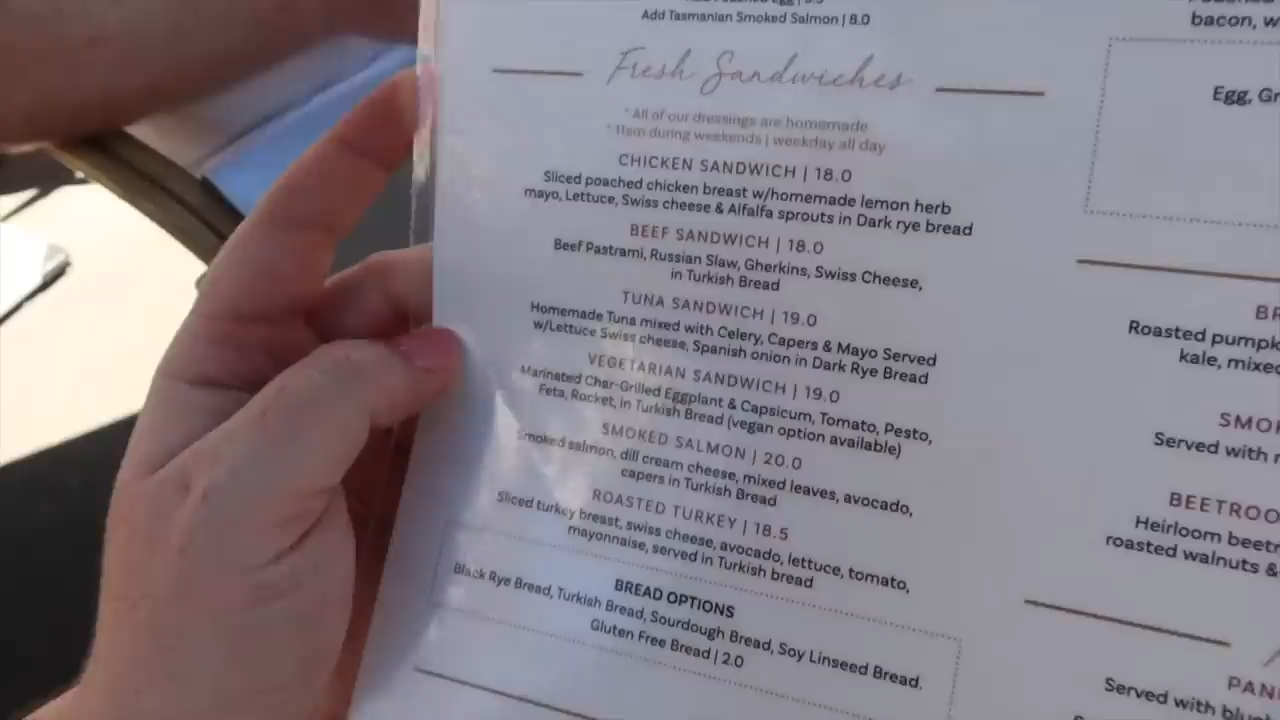 Add Tasmanian Smoked Salmon | 8.0
Fresh Sandwiches
* All of our dressings are homemade
* 11am during weekends | weekday all day
CHICKEN SANDWICH | 18.0
Sliced poached chicken breast w/homemade lemon herb
mayo, Lettuce, Swiss cheese & Alfalfa sprouts in Dark rye bread
BEEF SANDWICH | 18.0
Beef Pastrami, Russian Slaw, Gherkins, Swiss Cheese,
in Turkish Bread
TUNA SANDWICH | 19.0
Homemade Tuna mixed with Celery, Capers & Mayo Served
w/Lettuce Swiss cheese, Spanish onion in Dark Rye Bread
VEGETARIAN SANDWICH | 19.0
Marinated Char-Grilled Eggplant & Capsicum, Tomato, Pesto,
Feta, Rocket, in Turkish Bread (vegan option available)
SMOKED SALMON | 20.0
Smoked salmon, dill cream cheese, mixed leaves, avocado,
capers in Turkish Bread
ROASTED TURKEY | 18.5
Sliced turkey breast, swiss cheese, avocado, lettuce, tomato,
mayonnaise, served in Turkish bread
BREAD OPTIONS
Black Rye Bread, Turkish Bread, Sourdough Bread, Soy Linseed Bread,
Gluten Free Bread | 2.0
bacon, w
Egg, Gr
BR
Roasted pumpk
kale, mixe
SMO
Served with r
BEETROO
Heirloom beetr
roasted walnuts &
PAN
Served with blu